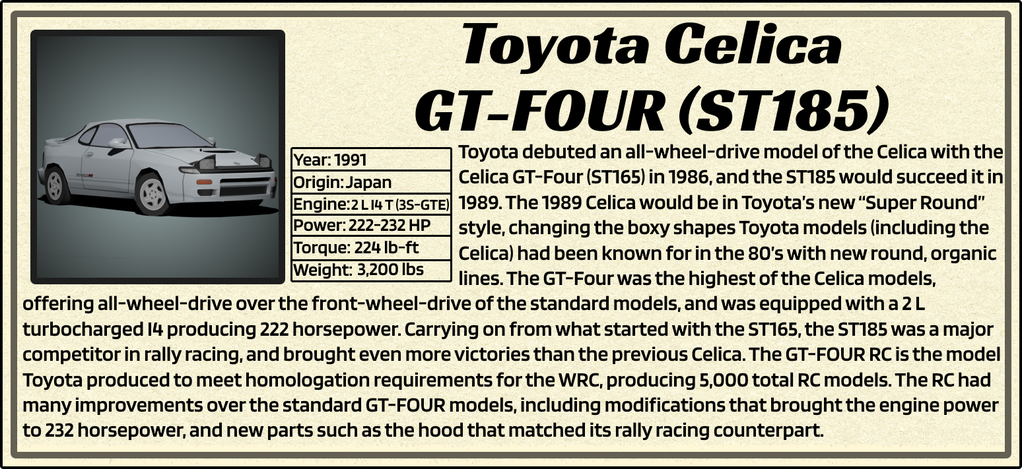 Toyota Celica
GT-FOUR (ST185)
Year: 1991
Origin: Japan
Engine: 2 L I4 T (3S-GTE)
Power: 222-232 HP
Torque: 224 lb-ft
Weight: 3,200 lbs
Toyota debuted an all-wheel-drive model of the Celica with the
Celica GT-Four (ST165) in 1986, and the ST185 would succeed it in
1989. The 1989 Celica would be in Toyota's new “Super Round”
style, changing the boxy shapes Toyota models (including the
Celica) had been known for in the 80's with new round, organic
lines. The GT-Four was the highest of the Celica models,
offering all-wheel-drive over the front-wheel-drive of the standard models, and was equipped with a 2 L
turbocharged I4 producing 222 horsepower. Carrying on from what started with the ST165, the ST185 was a major
competitor in rally racing, and brought even more victories than the previous Celica. The GT-FOUR RC is the model
Toyota produced to meet homologation requirements for the WRC, producing 5,000 total RC models. The RC had
many improvements over the standard GT-FOUR models, including modifications that brought the engine power
to 232 horsepower, and new parts such as the hood that matched its rally racing counterpart.